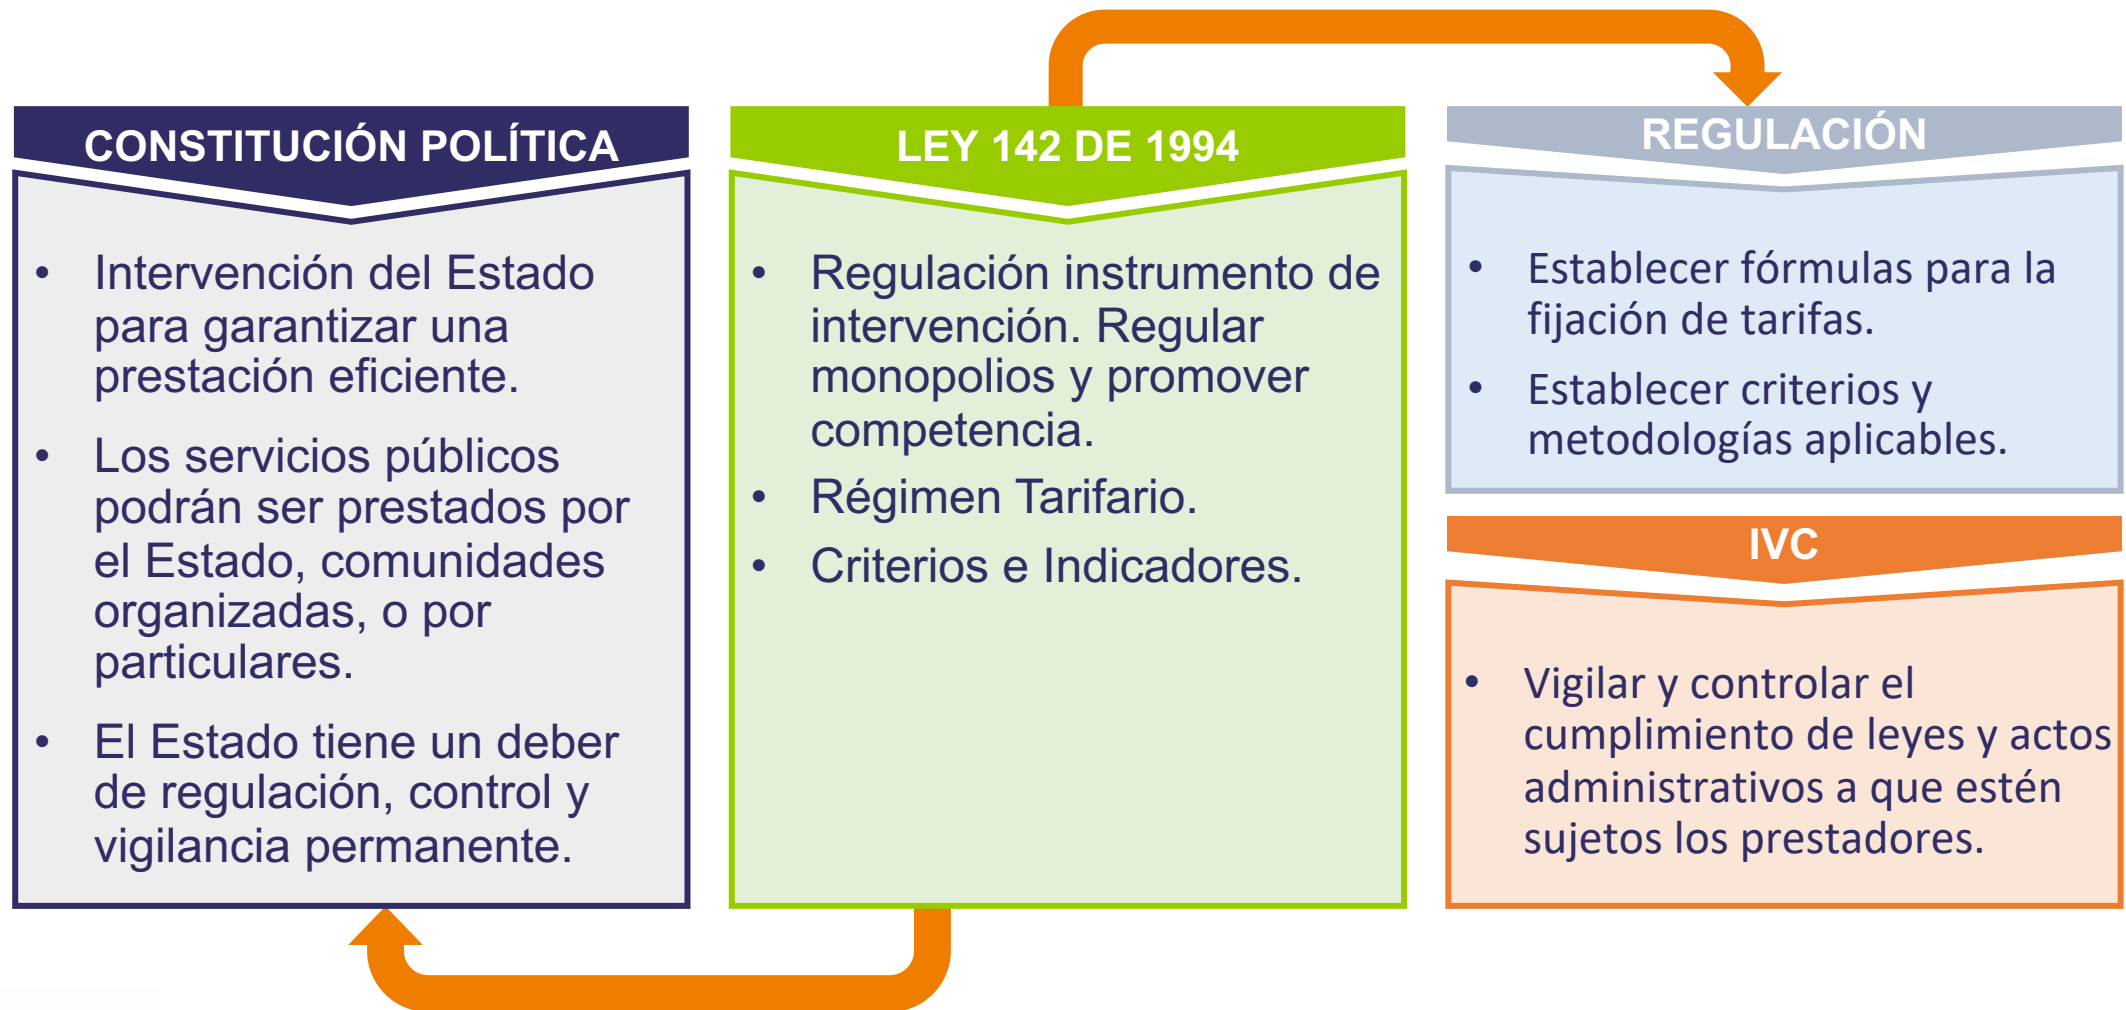 CONSTITUCIÓN POLÍTICA
• Intervención del Estado
para garantizar una
prestación eficiente.
• Los servicios públicos
podrán ser prestados por
el Estado, comunidades
organizadas, o por
particulares.
• El Estado tiene un deber
de regulación, control y
vigilancia permanente.
LEY 142 DE 1994
• Regulación instrumento de
intervención. Regular
monopolios y promover
competencia.
• Régimen Tarifario.
• Criterios e Indicadores.
REGULACIÓN
• Establecer fórmulas para la
fijación de tarifas.
• Establecer criterios y
metodologías aplicables.
IVC
• Vigilar y controlar el
cumplimiento de leyes y actos
administrativos a que estén
sujetos los prestadores.